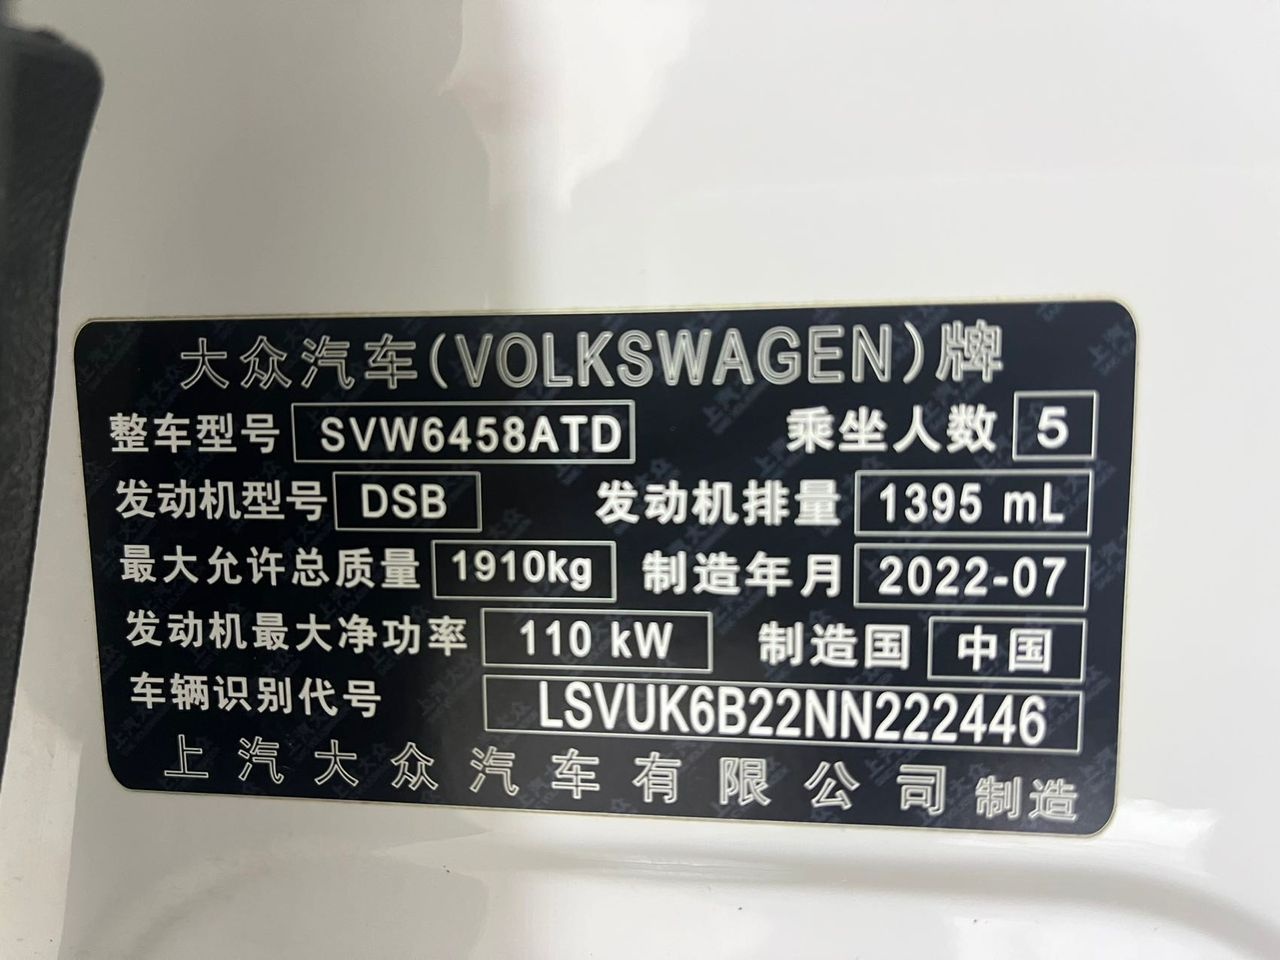 大众汽车(VOLKSWAGEN)牌
整车型号 SVW6458ATD 乘坐人数 5
发动机型号 DSB 发动机排量 1395 mL
最大允许总质量 1910kg 制造年月 2022-07
发动机最大净功率 110 kW 制造国 中国
车辆识别代号 LSVUK6B22NN222446
上汽大众汽车有限公司制造